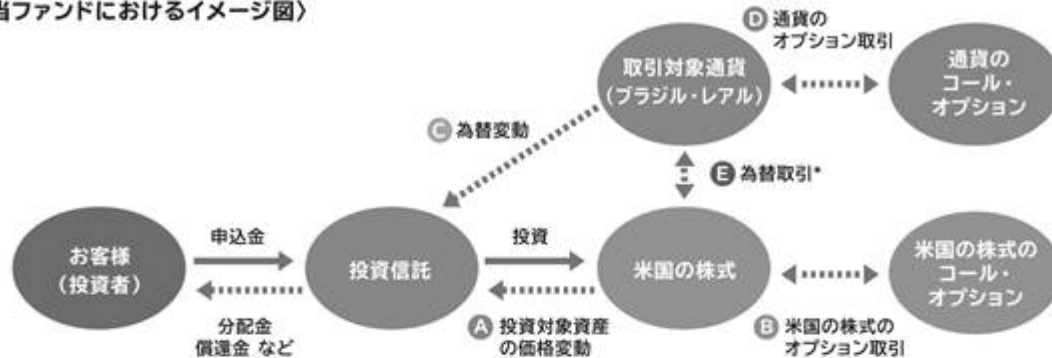 当ファンドにおけるイメージ図〉
D 通貨の
オプション取引
取引対象通貨
(ブラジル・レアル)
通貨の
コール・
オプション
C 為替変動
E 為替取引*
お客様
(投資者)
申込金
投資信託
投資
米国の株式
米国の株式の
コール・
オプション
分配金
償還金 など
A 投資対象資産
の価格変動
B 米国の株式の
オプション取引